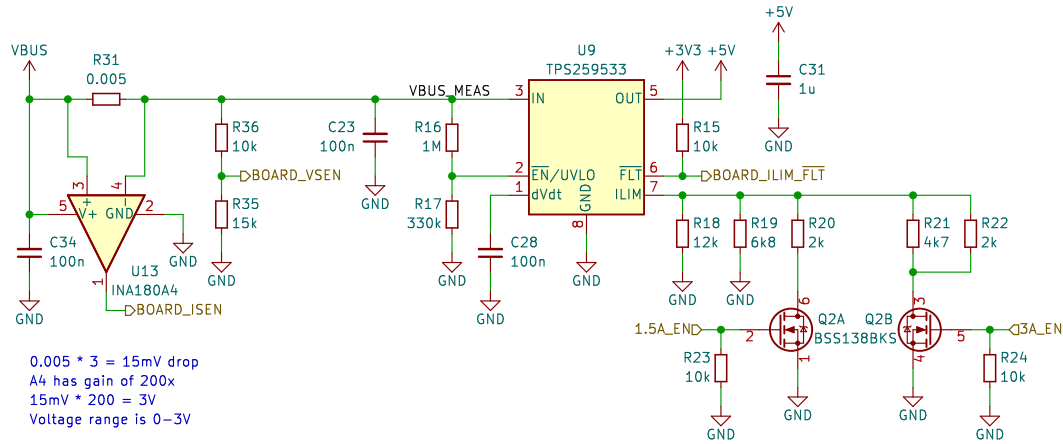 +5V
VBUS
R31
0.005
U9
TPS259533
+3V3
+5V
C31
1u
GND
VBUS_MEAS
3
IN
OUT
5
R36
10k
C23
100n
GND
R16
1M
R15
10k
BOARD_VSEN
2
EN/UVLO
FLT
6
BOARD_ILIM_FLT
1
dVdt
GND
8
ILIM
7
3
4
+
-
5
V+
GND
2
GND
U13
INA180A4
1
BOARD_ISEN
C34
100n
GND
R35
15k
GND
R17
330k
GND
C28
100n
GND
GND
R18
12k
GND
R19
6k8
GND
R20
2k
R21
4k7
R22
2k
6
3
1.5A_EN
2
Q2A
Q2B
BSS138BKS
5
3A_EN
1
4
R23
10k
GND
GND
GND
R24
10k
GND
0.005 * 3 = 15mV drop
A4 has gain of 200x
15mV * 200 = 3V
Voltage range is 0-3V